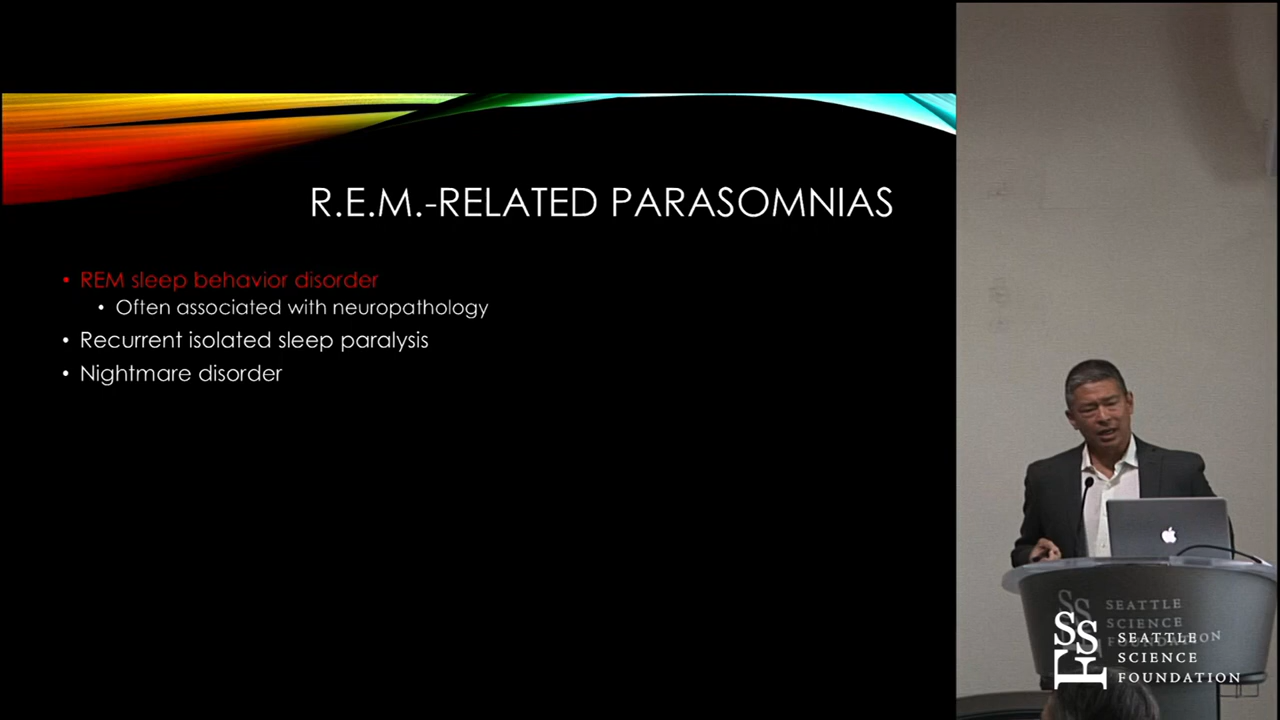 R.E.M.-RELATED PARASOMNIAS
• REM sleep behavior disorder
• Often associated with neuropathology
• Recurrent isolated sleep paralysis
• Nightmare disorder
SEATTLE
SCIENCE
FOUNDATION
SSF
SEATTLE
SCIENCE
FOUNDATION